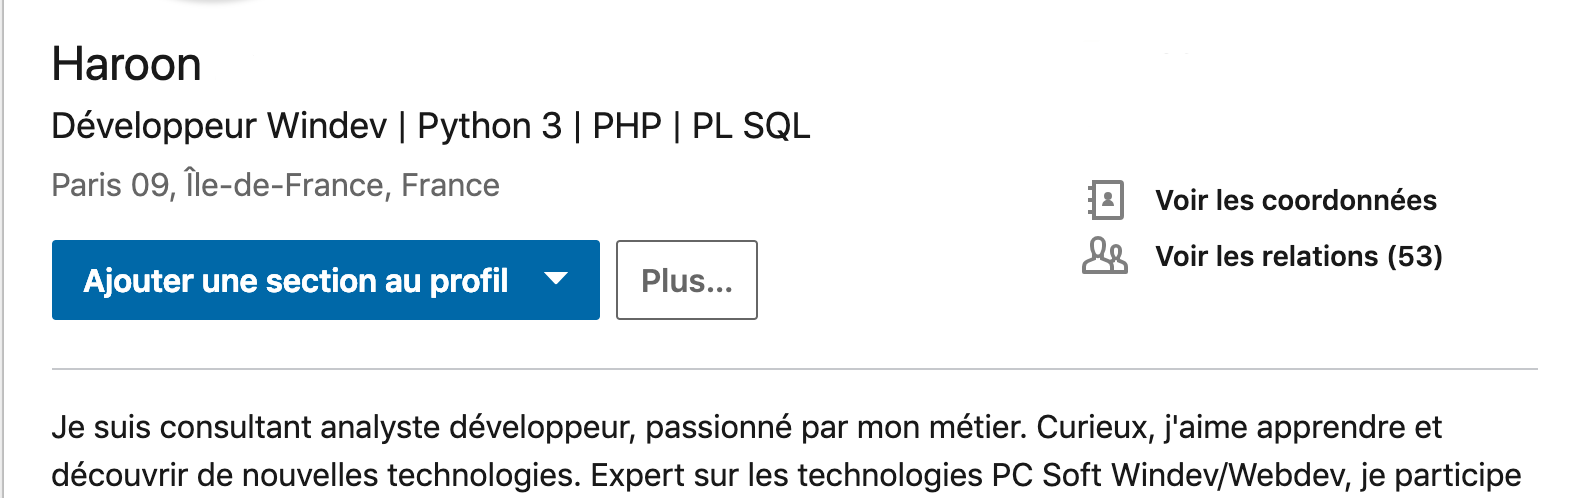 Haroon
Développeur Windev | Python 3 | PHP | PL SQL
Paris 09, Île-de-France, France
Voir les coordonnées
Voir les relations (53)
Ajouter une section au profil
Plus...
Je suis consultant analyste développeur, passionné par mon métier. Curieux, j'aime apprendre et
découvrir de nouvelles technologies. Expert sur les technologies PC Soft Windev/Webdev, je participe